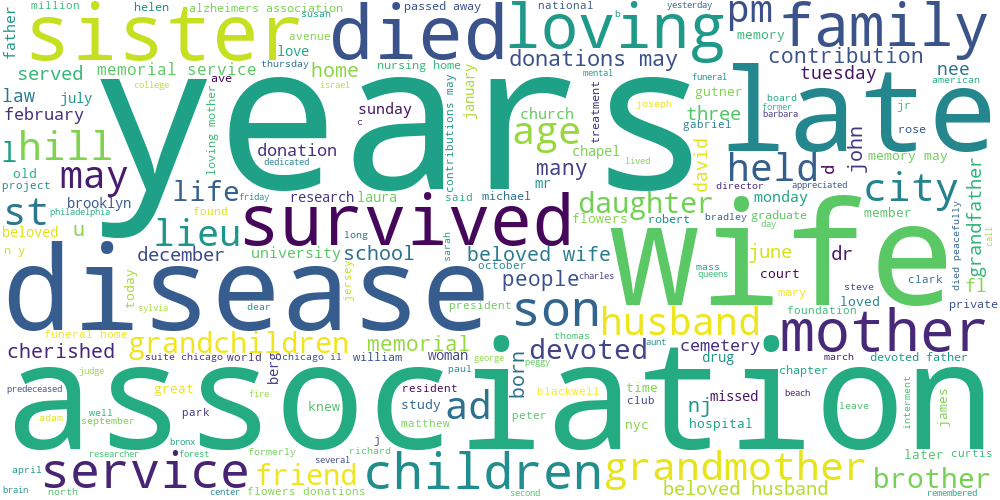 father
million
helen
alzheimers association
susan
passed away
national
b
yesterday
pm
family
sister
died
loving
avenue
memory
contribution
love
thursday
donations may
served
memorial service
ave
home
nursing home
mental
funeral
tuesday
nee
years
late
law
july
college
israel
february
january
contributions may
treatment
joseph
three
gutner
board
former
barbara
american
jr
rose
sunday
c
church
age
gabriel
l
hill
loving mother
donation
dedicated
chapel
lived
david
held
d
john
memory may
old
project
may
many
mr
director
appreciated
city
brooklyn
life
friday
research
laura
said
michael
daughter
monday
member
grandfather
st
philadelphia
found
survived
flowers
robert
bradley
graduate
day
died peacefully
call
beloved
u
lieu
long
sarah
wife
june
dr
n y
december
university
school
beloved wife
october
people
charles
mass
queens
court
clark
fl
disease
today
sylvia
dear
jersey
president
son
mary
steve
loved
private
foundation
funeral home
grandchildren
memorial
thomas
husband
mother
cherished
suite chicago
world
berg
chicago il
william
woman
paul
george
peggy
born
devoted
aunt
cemetery
drug
march
devoted father
judge
predeceased
great
fire
resident
blackwell
time
club
nj
missed
chapter
beach
association
adam
well
september
park
knew
study
matthew
ad
peter
nyc
hospital
leave
interment
james
bronx
forest
j
richard
formerly
several
researcher
service
friend
children
grandmother
later
curtis
april
brain
north
center
flowers donations
second
beloved husband
brother
remembered